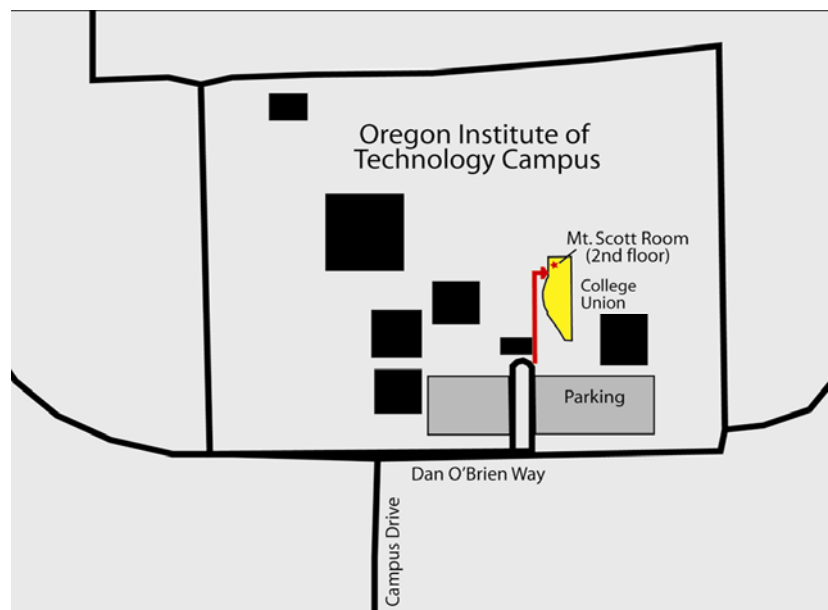 Oregon Institute of
Technology Campus
Mt. Scott Room
(2nd floor)
College
Union
Parking
Dan O'Brien Way
Campus Drive